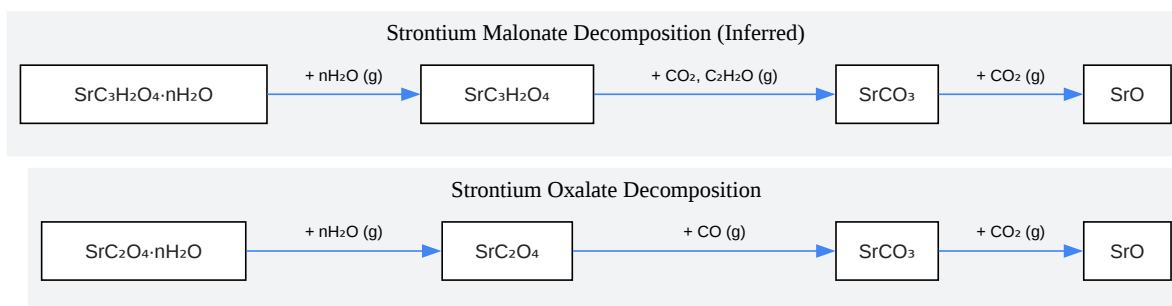 Strontium Malonate Decomposition (Inferred)
SrC₃H₂O₄·nH₂O
+ nH₂O (g)
SrC₃H₂O₄
+ CO₂, C₂H₂O (g)
SrCO₃
+ CO₂ (g)
SrO
Strontium Oxalate Decomposition
SrC₂O₄·nH₂O
+ nH₂O (g)
SrC₂O₄
+ CO (g)
SrCO₃
+ CO₂ (g)
SrO